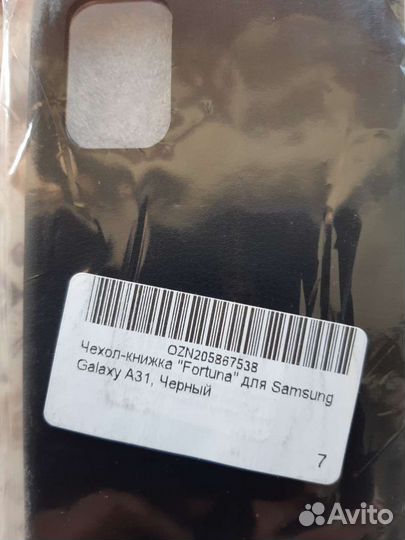 OZN205867538
Чехол-книжка "Fortuna" для Samsung
Galaxy A31, Черный
7
Avito